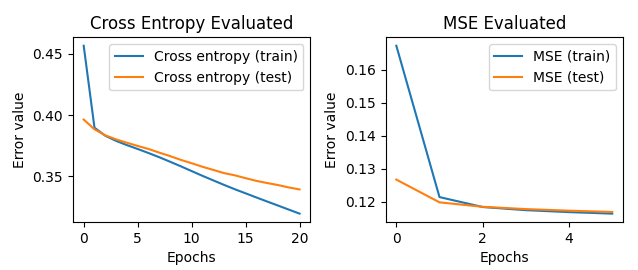 Cross Entropy Evaluated
Error value
0.45
0.40
0.35
Cross entropy (train)
Cross entropy (test)
0 5 10 15 20
Epochs
MSE Evaluated
Error value
0.16
0.15
0.14
0.13
0.12
MSE (train)
MSE (test)
0 2 4
Epochs